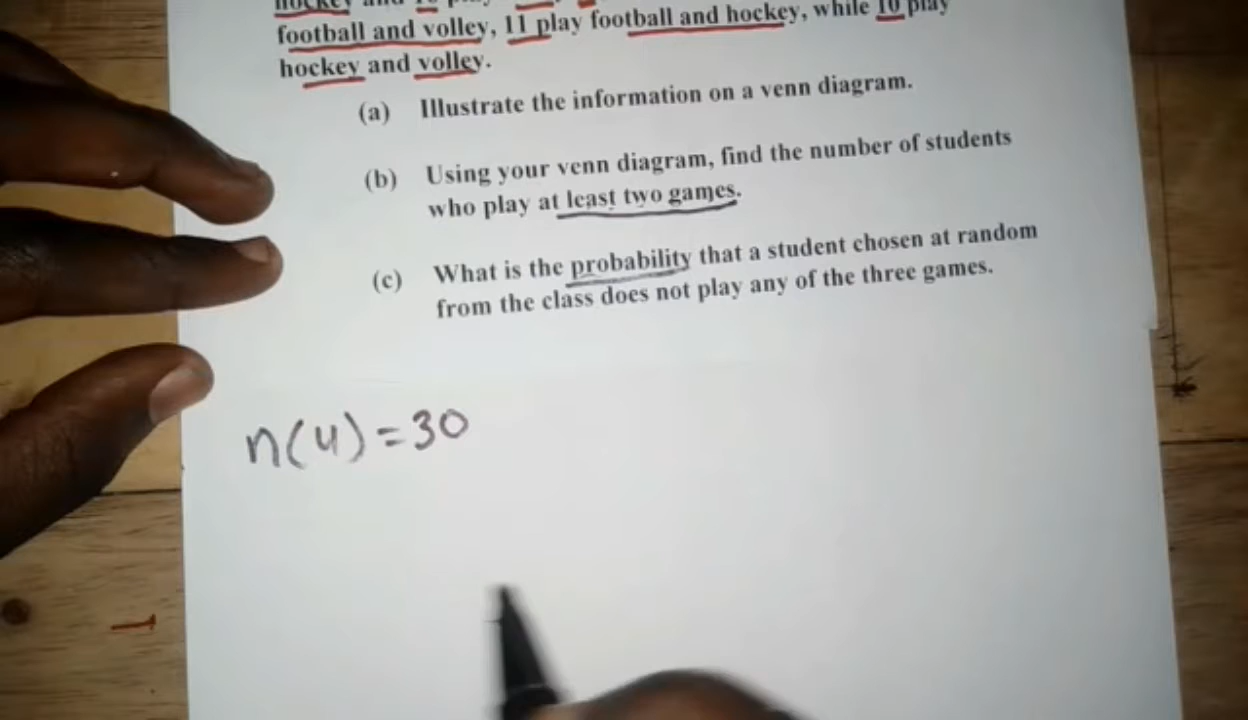 hockey and
football and volley, 11 play football and hockey, while 10 play
hockey and volley.
(a) Illustrate the information on a venn diagram.
(b) Using your venn diagram, find the number of students
who play at least two games.
(c) What is the probability that a student chosen at random
from the class does not play any of the three games.
n(u)=30